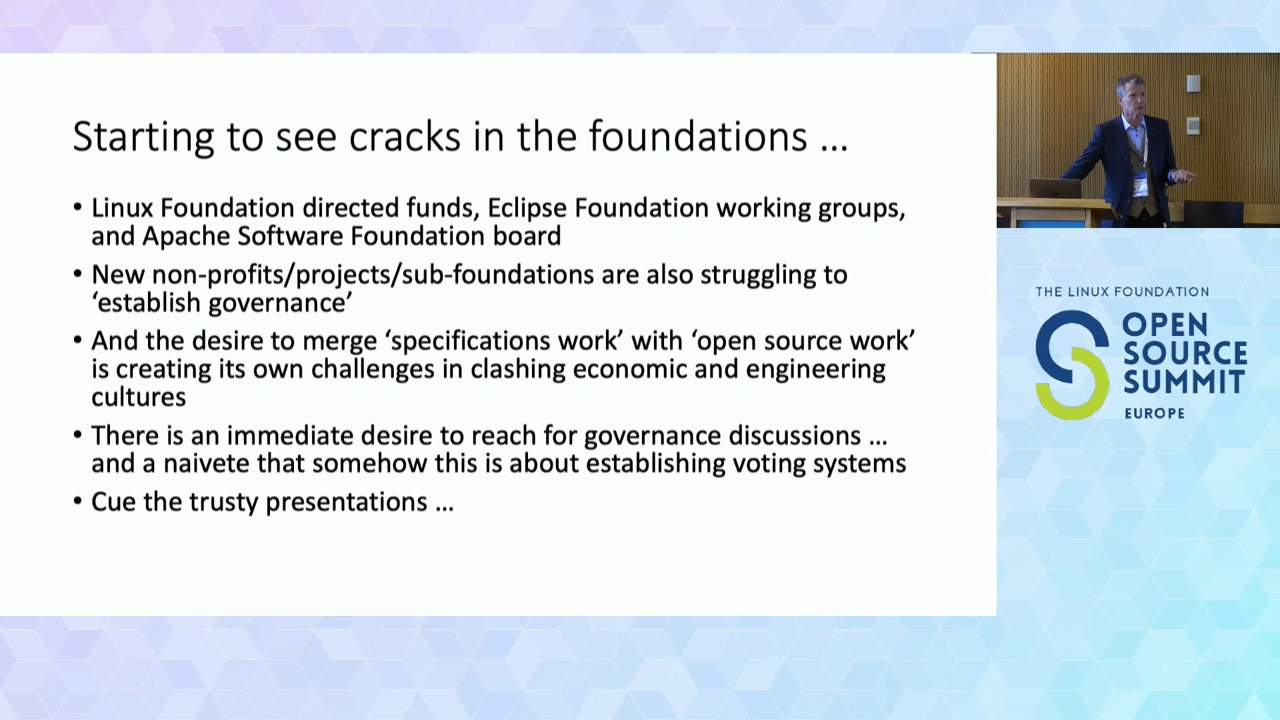 Starting to see cracks in the foundations ...
• Linux Foundation directed funds, Eclipse Foundation working groups,
and Apache Software Foundation board
• New non-profits/projects/sub-foundations are also struggling to
‘establish governance’
• And the desire to merge ‘specifications work’ with ‘open source work’
is creating its own challenges in clashing economic and engineering
cultures
• There is an immediate desire to reach for governance discussions ...
and a naivete that somehow this is about establishing voting systems
• Cue the trusty presentations ...
THE LINUX FOUNDATION
OPEN
SOURCE
SUMMIT
EUROPE